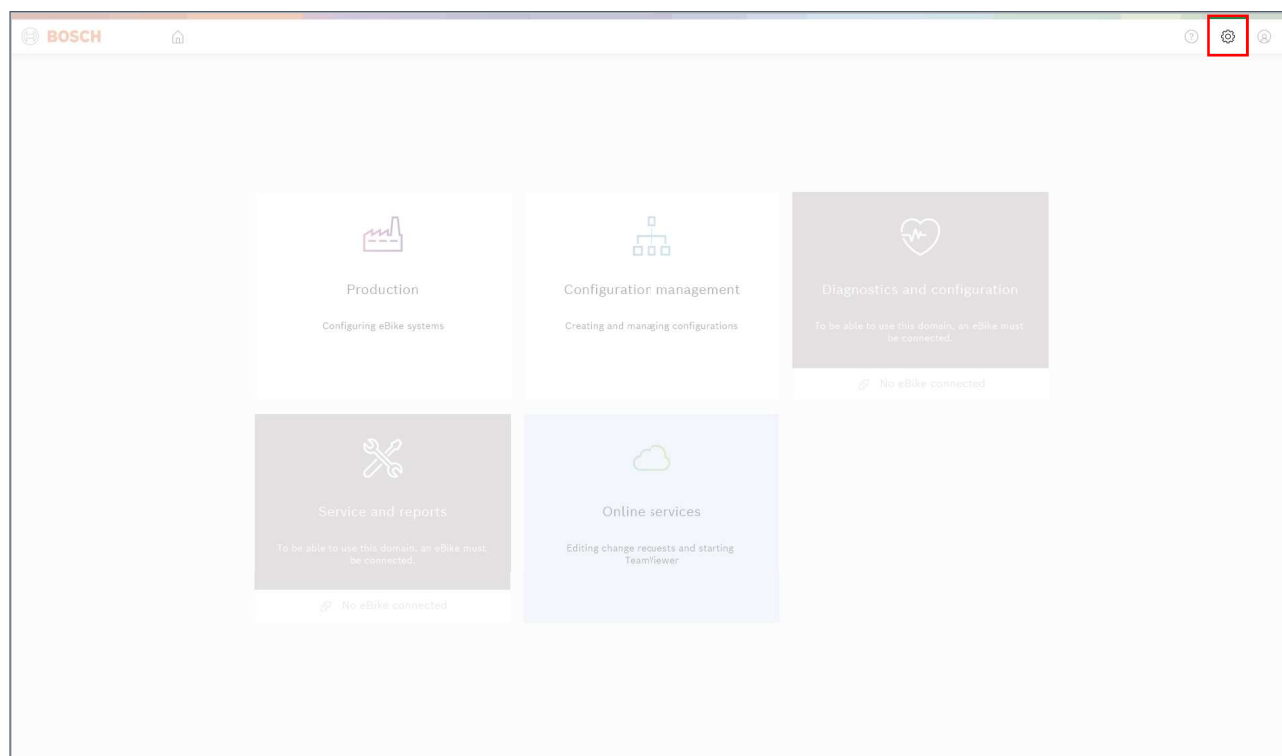 BOSCH
Production
Configuring eBike systems
Configuration management
Creating and managing configurations
Diagnostics and configuration
To be able to use this domain, an eBike must
be connected.
No eBike connected
Service and reports
To be able to use this domain, an eBike must
be connected.
No eBike connected
Online services
Editing change requests and starting
TeamViewer